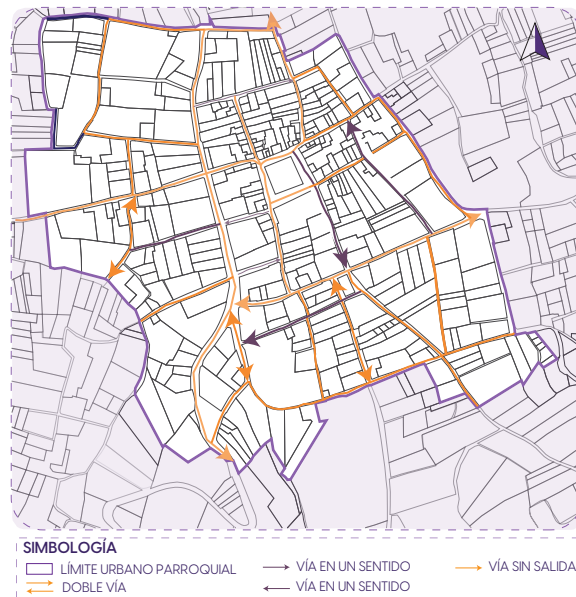 SIMBOLOGÍA
LÍMITE URBANO PARROQUIAL
DOBLE VÍA
VÍA EN UN SENTIDO
VÍA EN UN SENTIDO
VÍA SIN SALIDA